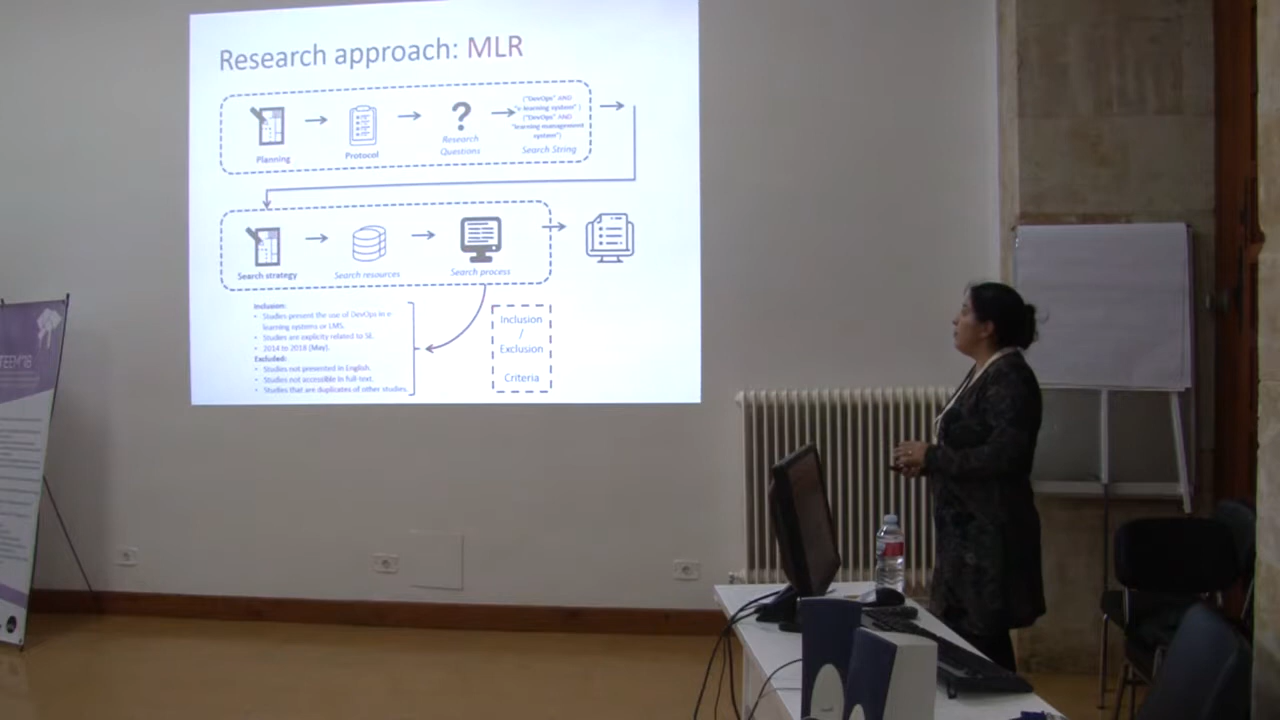 Research approach: MLR
("DevOps" AND
"e-learning system")
("DevOps" AND
"learning management
system")
Planning
Protocol
Research
Questions
Search String
Search strategy
Search resources
Search process
Inclusion:
• Studies present the use of DevOps in e-
learning systems or LMS.
• Studies are explicity related to SE.
• 2014 to 2018 (May).
Excluded:
• Studies not presented in English.
• Studies not accessible in full-text.
• Studies that are duplicates of other studies.
Inclusion
/
Exclusion
Criteria
TEEM'18